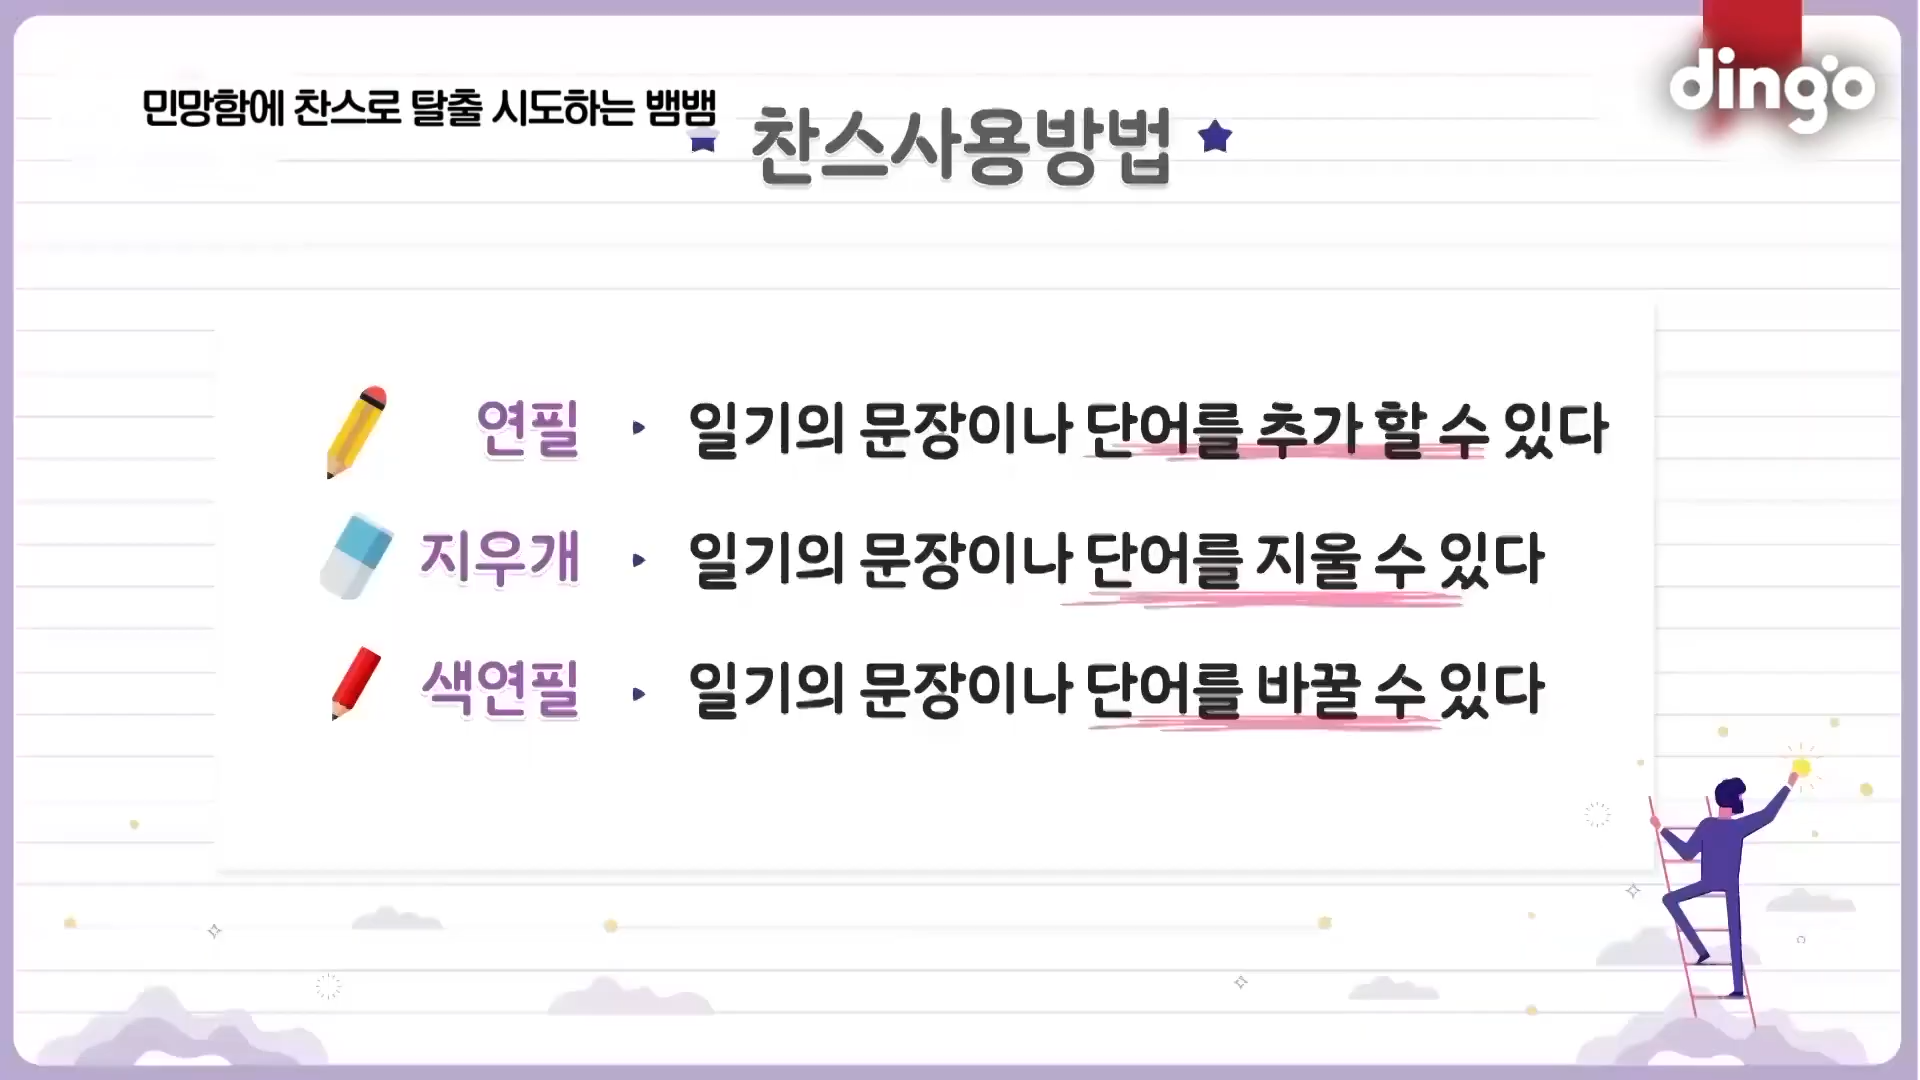 민망함에 찬스로 탈출 시도하는 뱀뱀
dingo
찬스사용방법
연필 일기의 문장이나 단어를 추가 할 수 있다
지우개 일기의 문장이나 단어를 지울 수 있다
색연필 일기의 문장이나 단어를 바꿀 수 있다